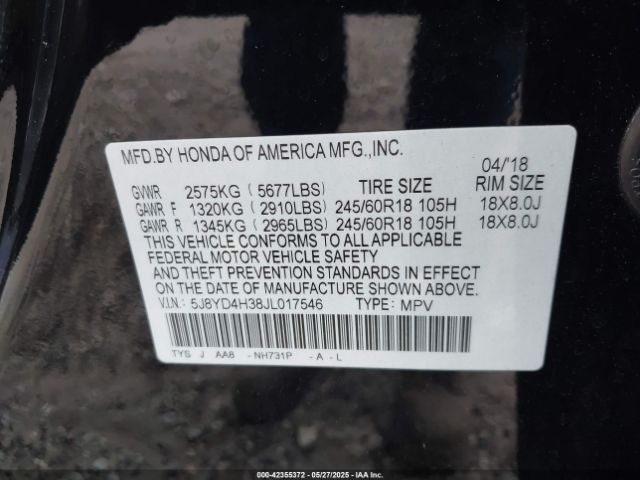 MFD.BY HONDA OF AMERICA MFG.,INC.
04/'18
GVWR 2575KG ( 5677LBS) TIRE SIZE RIM SIZE
GAWR F 1320KG ( 2910LBS) 245/60R18 105H 18X8.0J
GAWR R 1345KG ( 2965LBS) 245/60R18 105H 18X8.0J
THIS VEHICLE CONFORMS TO ALL APPLICABLE
FEDERAL MOTOR VEHICLE SAFETY
AND THEFT PREVENTION STANDARDS IN EFFECT
ON THE DATE OF MANUFACTURE SHOWN ABOVE.
V.I.N.: 5J8YD4H38JL017546 TYPE: MPV
TYS J AA8 - NH731P - A - L
000-42355372 | 05/27/2025 | IAA Inc.